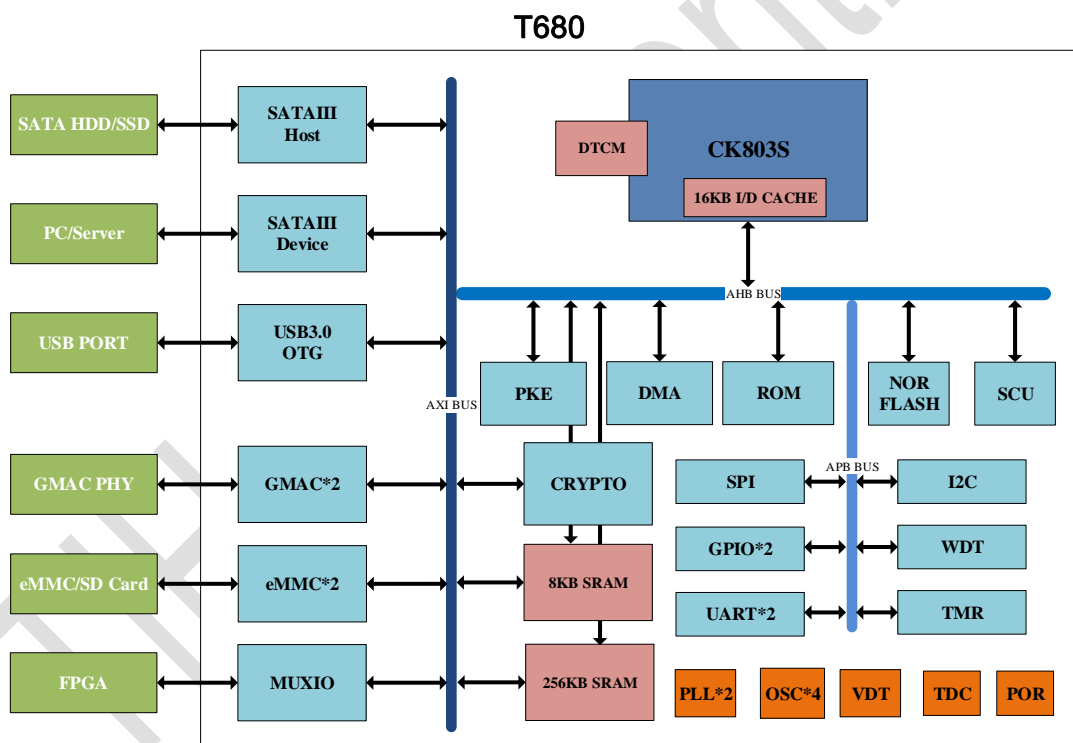 T680
SATA HDD/SSD
SATAIII
Host
DTCM
CK803S
16KB I/D CACHE
PC/Server
SATAIII
Device
AHB BUS
USB PORT
USB3.0
OTG
AXI BUS
PKE
DMA
ROM
NOR
FLASH
SCU
APB BUS
GMAC PHY
GMAC*2
CRYPTO
SPI
I2C
GPIO*2
WDT
eMMC/SD Card
eMMC*2
8KB SRAM
UART*2
TMR
FPGA
MUXIO
256KB SRAM
PLL*2
OSC*4
VDT
TDC
POR